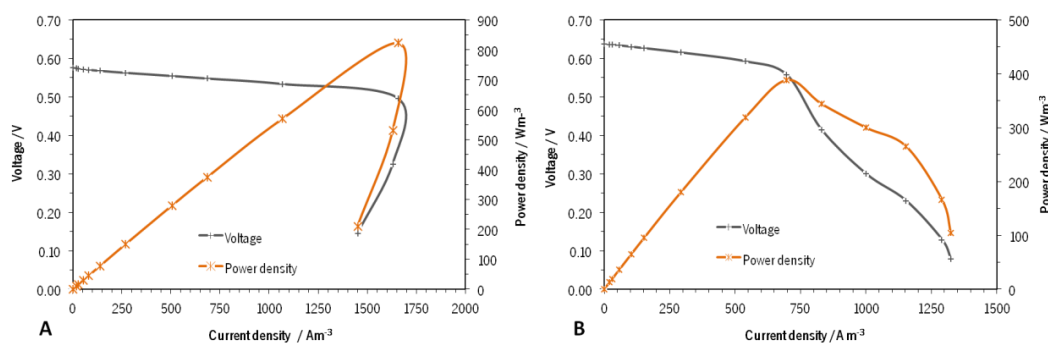 0.70
0.60
0.50
0.40
0.30
0.20
0.10
0.00
Voltage / V
900
800
700
600
500
400
300
200
100
0
Power density / Wm-3
Voltage
Power density
0 250 500 750 1000 1250 1500 1750 2000
A
Current density / Am-3
0.70
0.60
0.50
0.40
0.30
0.20
0.10
0.00
Voltage / V
500
400
300
200
100
0
Power density / Wm-3
Voltage
Power density
0 250 500 750 1000 1250 1500
B
Current density /A m-3